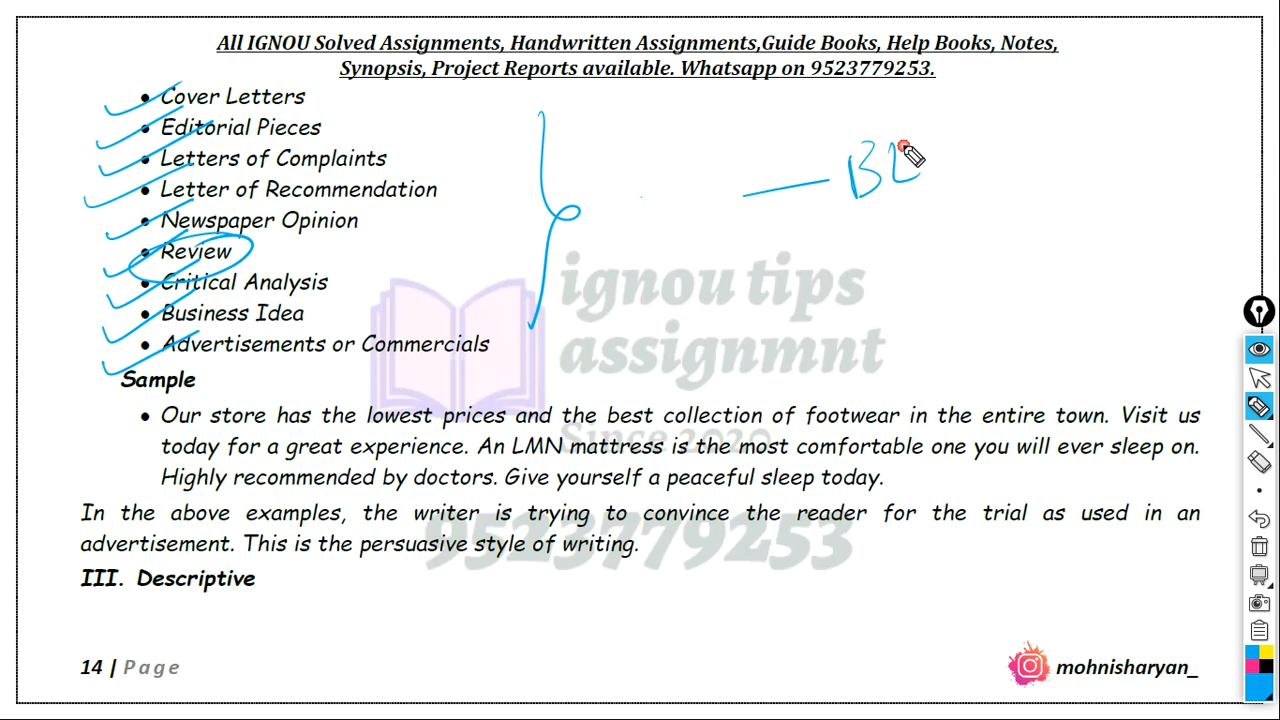 All IGNOU Solved Assignments, Handwritten Assignments,Guide Books, Help Books, Notes,
Synopsis, Project Reports available. Whatsapp on 9523779253.
• Cover Letters
• Editorial Pieces
• Letters of Complaints
• Letter of Recommendation
• Newspaper Opinion
• Review
• Critical Analysis
• Business Idea
• Advertisements or Commercials
ignou tips
assignmnt
Since 2020
9523779253
Sample
• Our store has the lowest prices and the best collection of footwear in the entire town. Visit us
today for a great experience. An LMN mattress is the most comfortable one you will ever sleep on.
Highly recommended by doctors. Give yourself a peaceful sleep today.
In the above examples, the writer is trying to convince the reader for the trial as used in an
advertisement. This is the persuasive style of writing.
III. Descriptive
14 | Page
mohnisharyan_